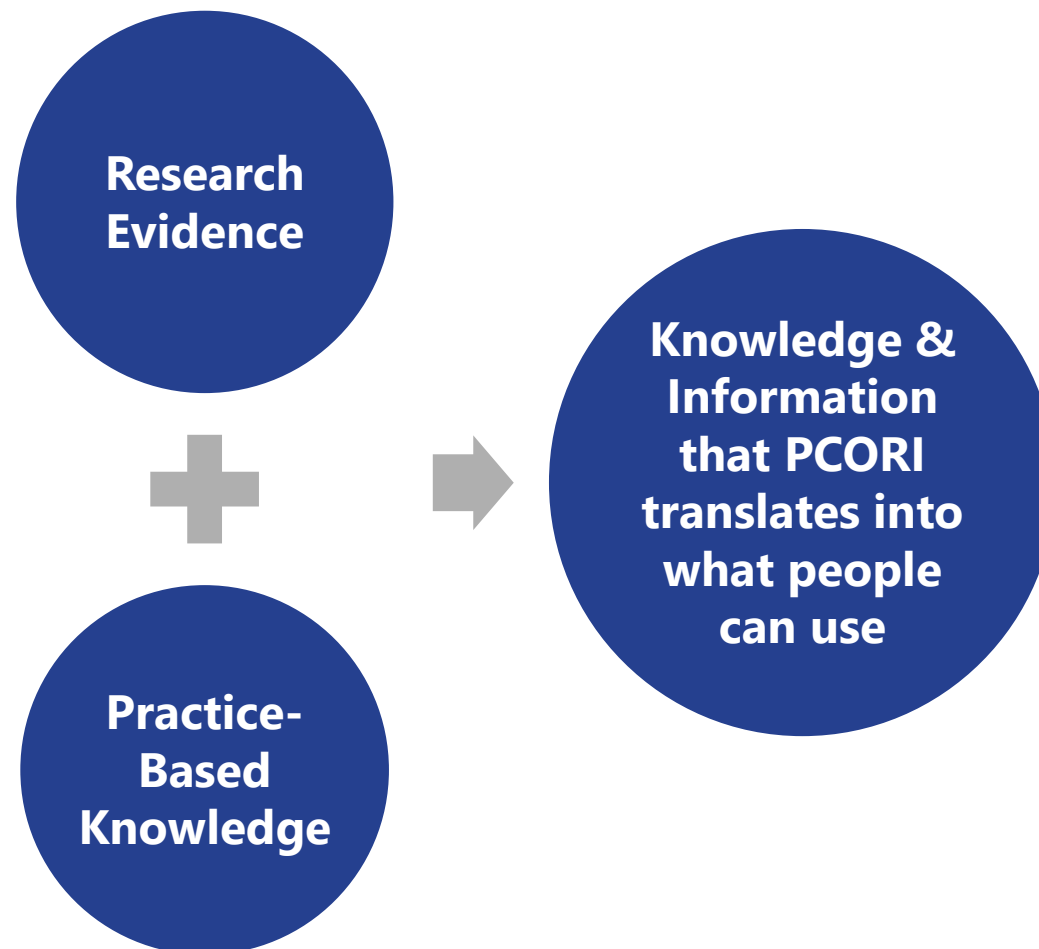 Research
Evidence
Practice-
Based
Knowledge
Knowledge &
Information
that PCORI
translates into
what people
can use